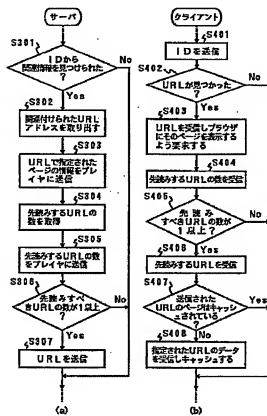 サーバ
S301
IDから
関連情報を見つけられた
?
No
Yes
S302
関連付けられたURL
アドレスを取り出す
S303
URLで指定された
ページの情報をプレ
イヤに送信
S304
先読みするURLの
数を取得
S305
先読みするURLの数
をプレイヤに送信
S306
先読みすべ
きURLの数が1以上
?
No
Yes
S307
URLを送信
(a)
クライアント
S401
IDを送信
S402
URLが見つかった
?
No
Yes
S403
URLを受信しブラウザ
にそのページを表示する
よう要求する
S404
先読みするURLの数を受信
S405
先読み
すべきURLの数が
1以上?
No
Yes
S406
先読みするURLを受信
S407
送信された
URLのページはキャッシ
ュされている
?
Yes
No
S408
指定されたURLのデータ
を受信しキャッシュする
(b)